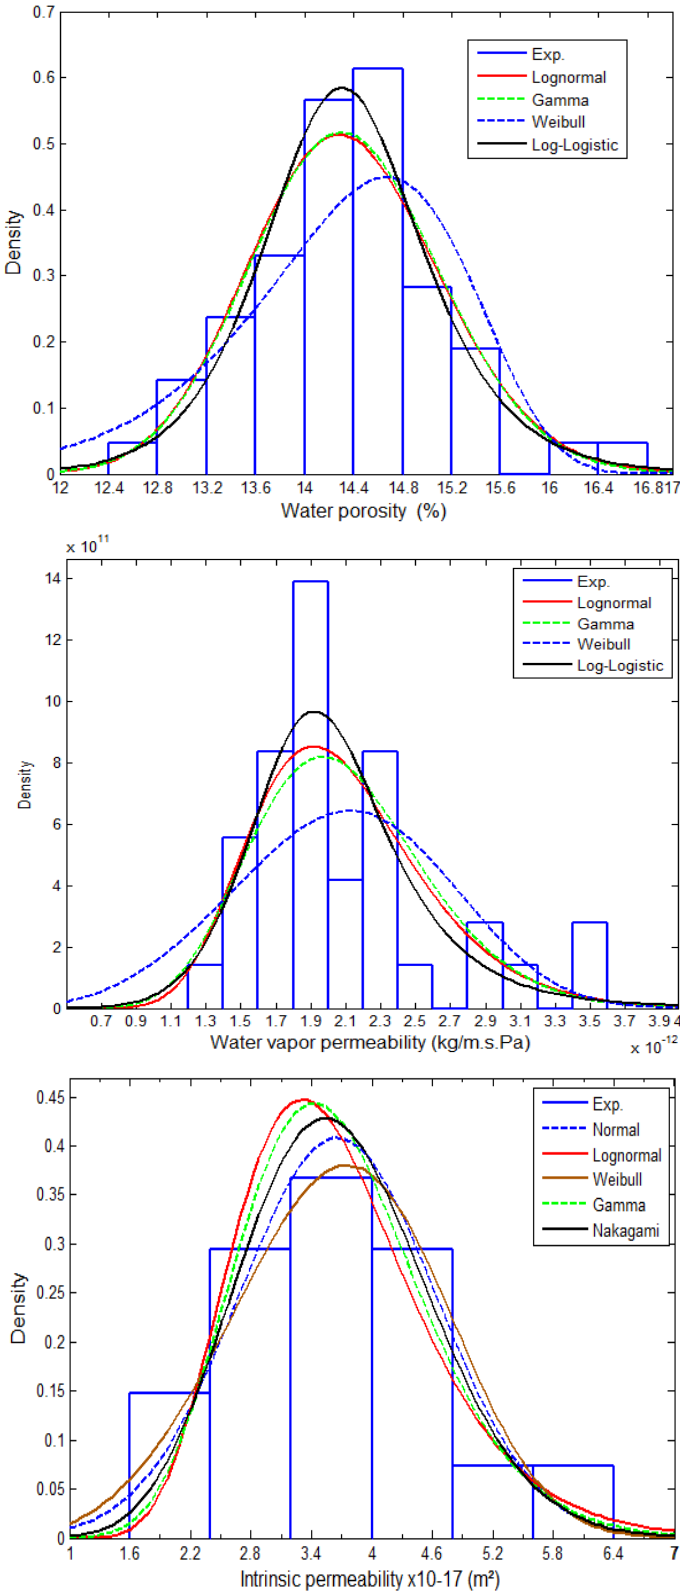 0.7
0.6
0.5
0.4
0.3
0.2
0.1
0
Density
Exp.
Lognormal
Gamma
Weibull
Log-Logistic
12 12.4 12.8 13.2 13.6 14 14.4 14.8 15.2 15.6 16 16.4 16.817
Water porosity (%)
x 10^11
14
12
10
8
6
4
2
0
Density
Exp.
Lognormal
Gamma
Weibull
Log-Logistic
0.7 0.9 1.1 1.3 1.5 1.7 1.9 2.1 2.3 2.5 2.7 2.9 3.1 3.3 3.5 3.7 3.9 4
Water vapor permeability (kg/m.s.Pa)
x 10^-12
0.45
0.4
0.35
0.3
0.25
0.2
0.15
0.1
0.05
0
Density
Exp.
Normal
Lognormal
Weibull
Gamma
Nakagami
1 1.6 2.2 2.8 3.4 4 4.6 5.2 5.8 6.4 7
Intrinsic permeability x10-17 (m²)